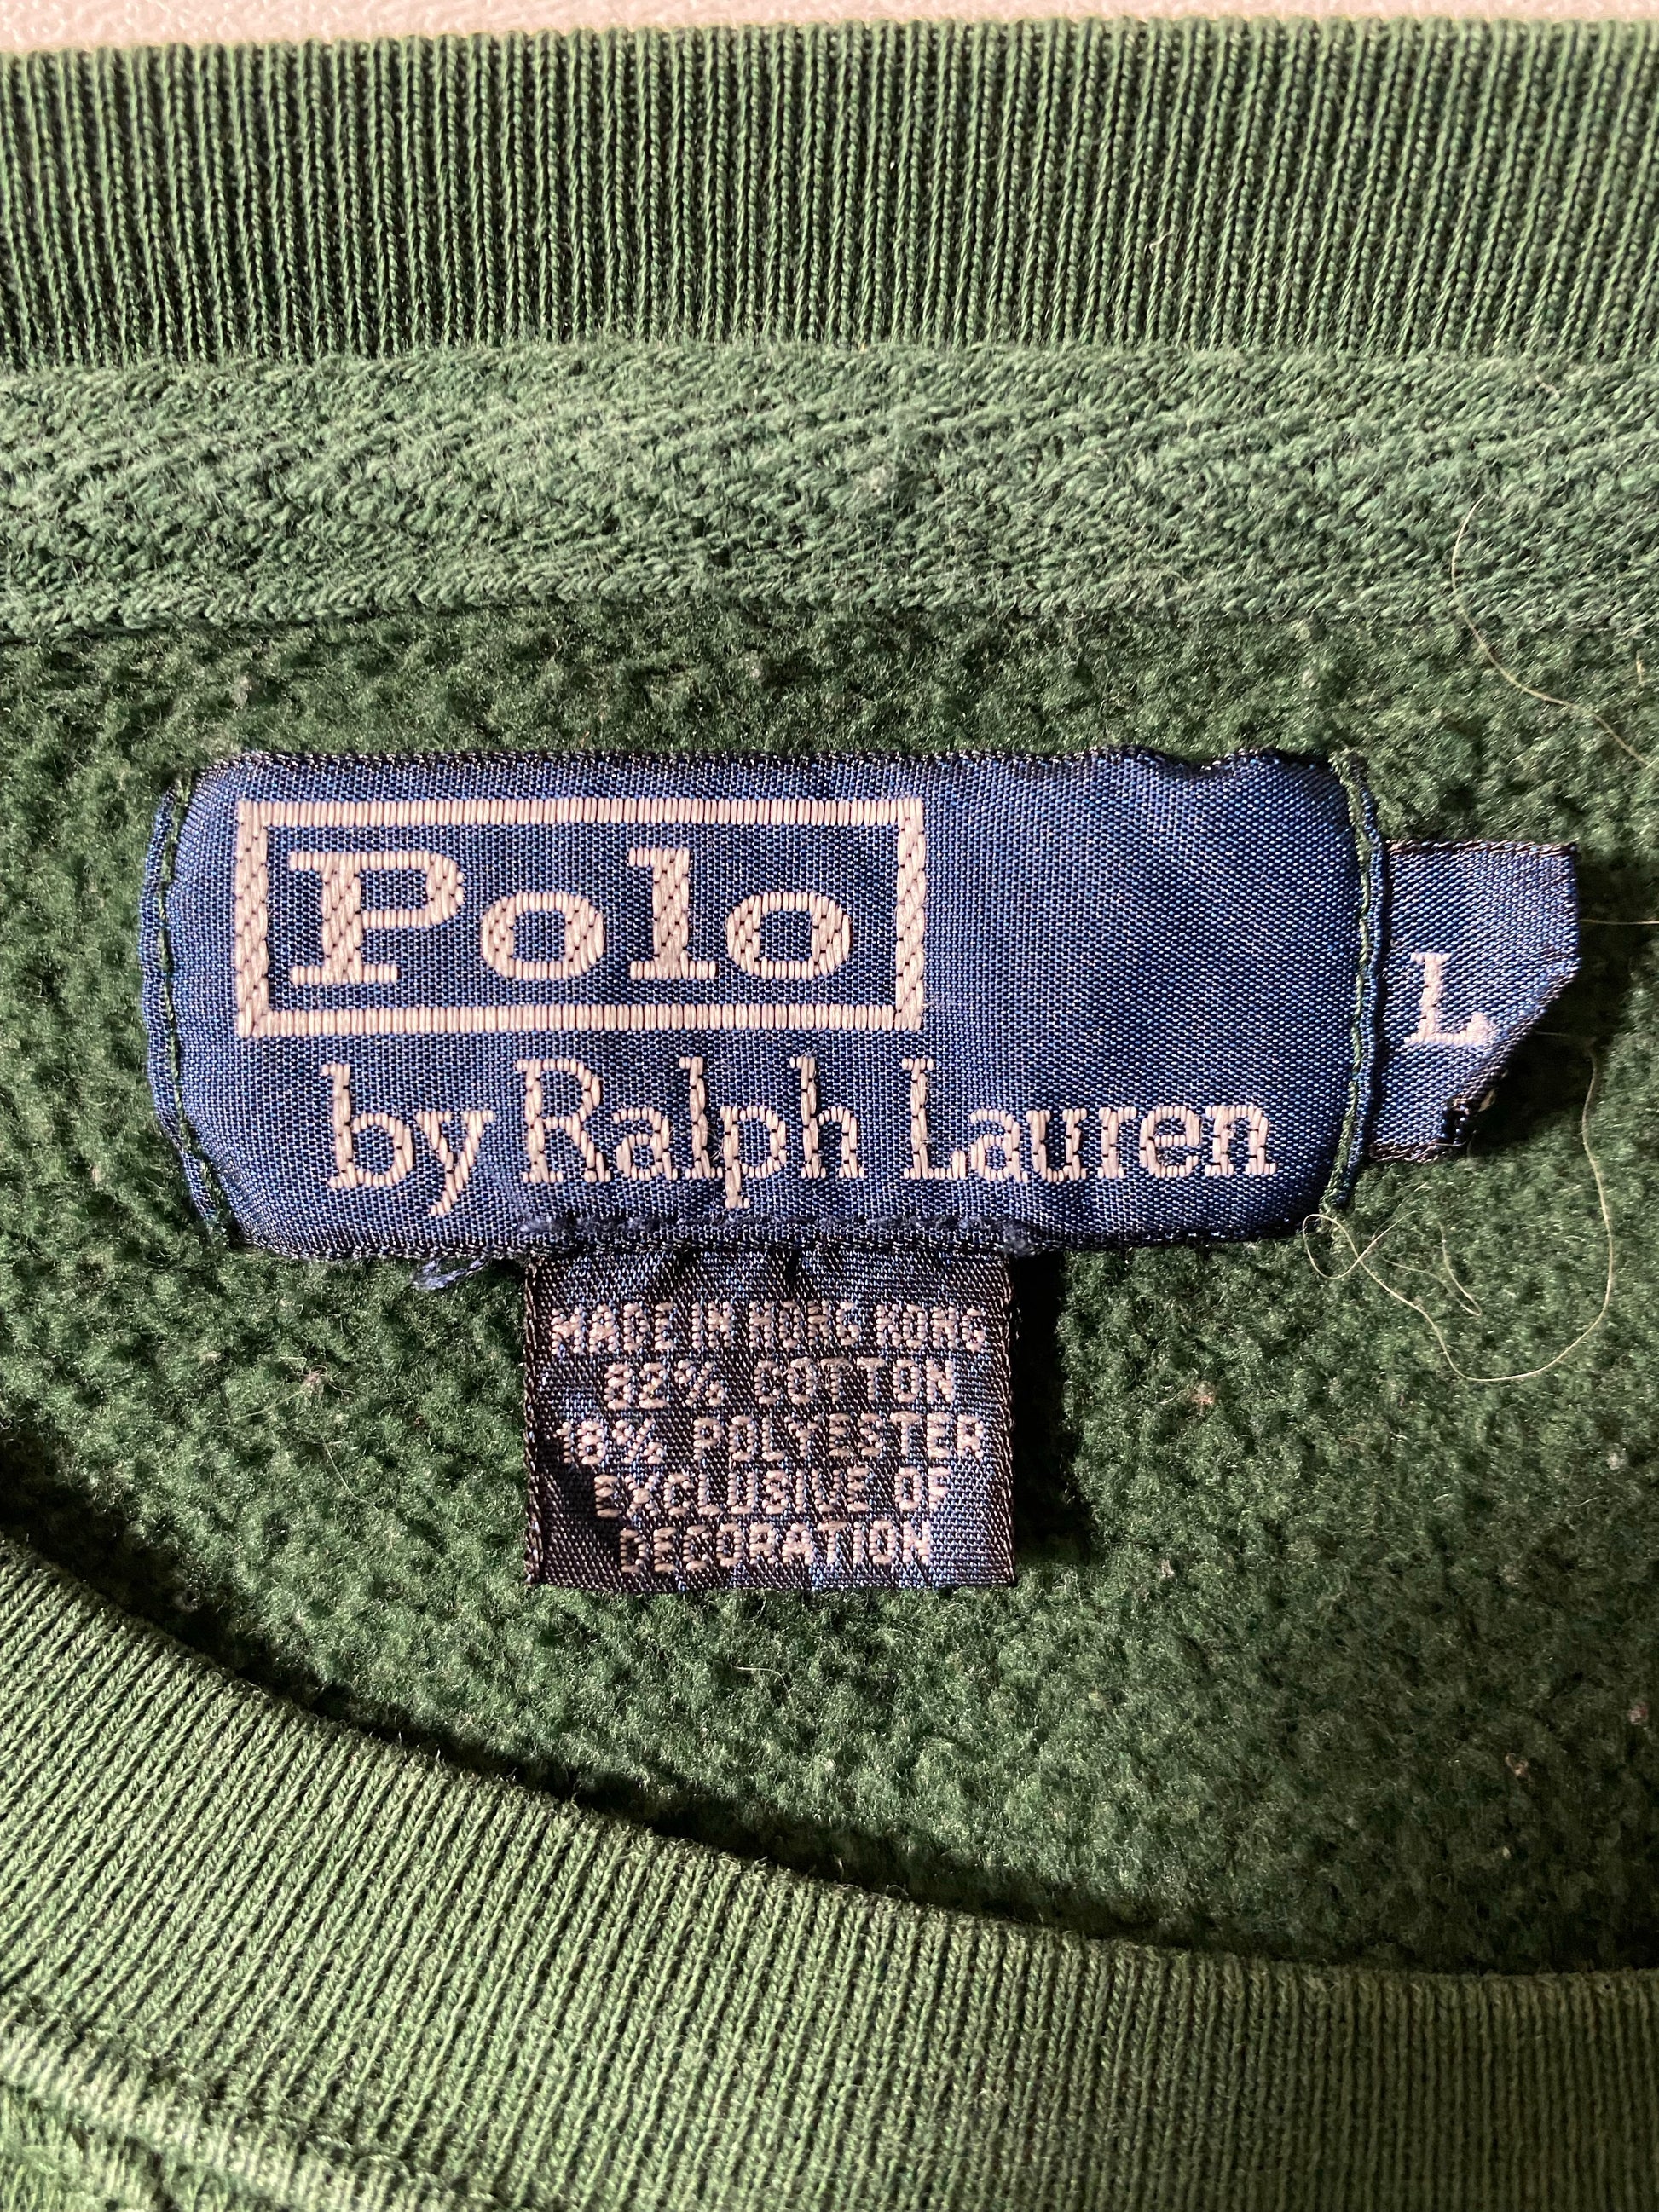 Polo
by Ralph Lauren
L
MADE IN HONG KONG
82% COTTON
18% POLYESTER
EXCLUSIVE OF
DECORATION